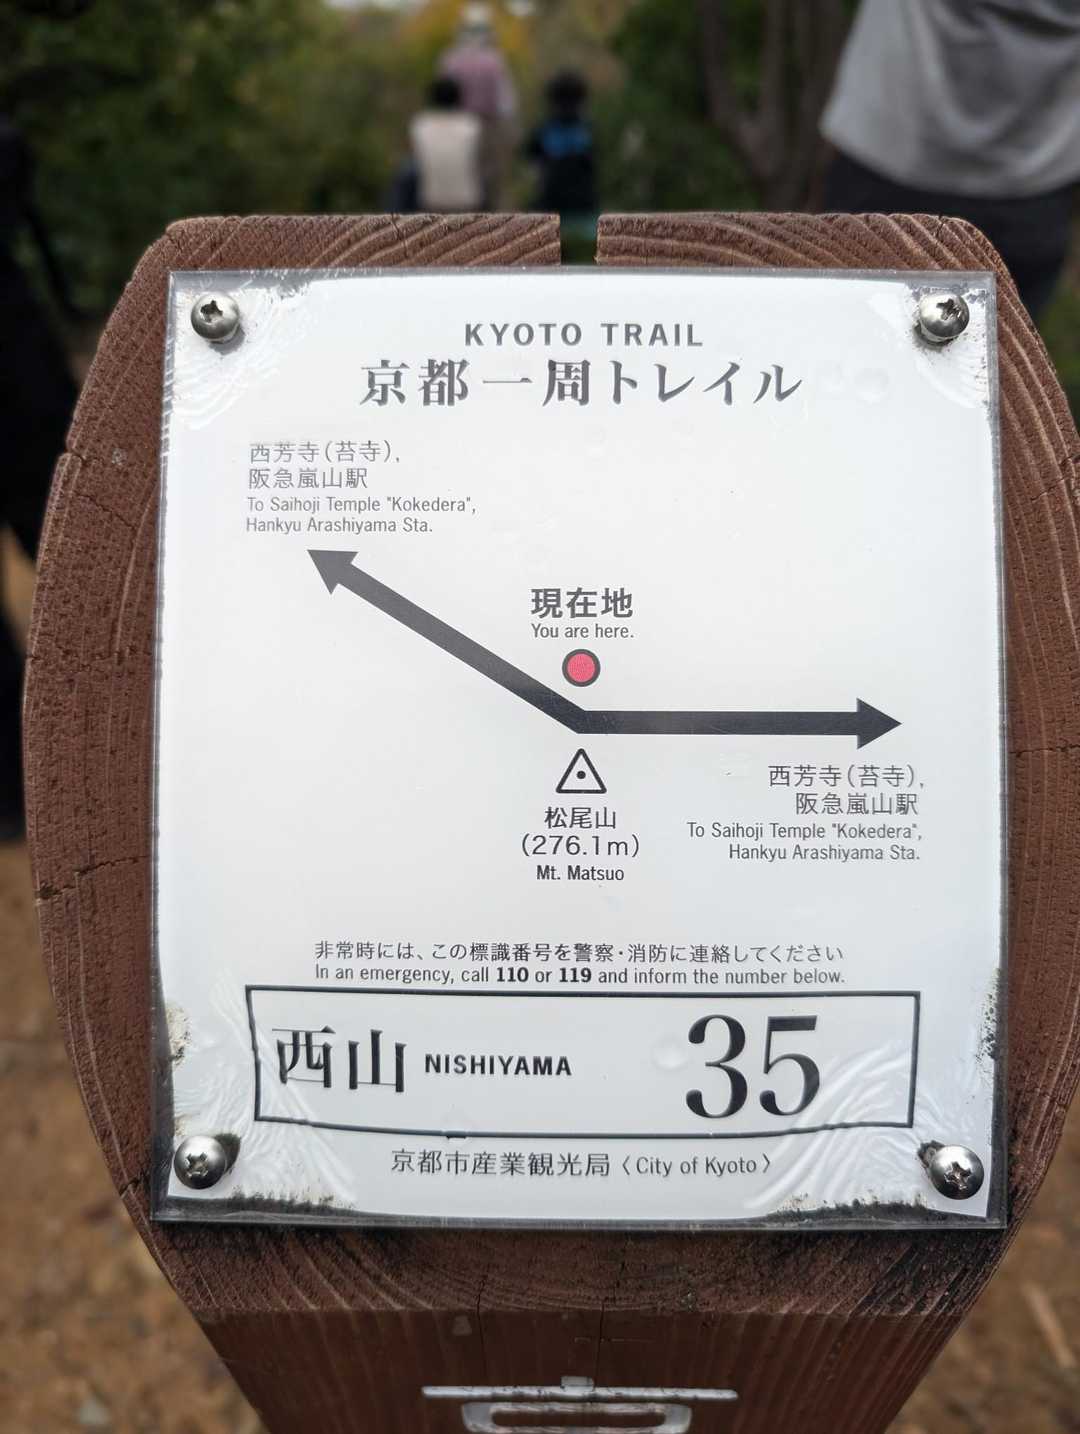 KYOTO TRAIL
京都一周トレイル
西芳寺（苔寺）,
阪急嵐山駅
To Saihoji Temple "Kokedera",
Hankyu Arashiyama Sta.
現在地
You are here.
松尾山
(276.1m)
Mt. Matsuo
西芳寺（苔寺）,
阪急嵐山駅
To Saihoji Temple "Kokedera",
Hankyu Arashiyama Sta.
非常時には、この標識番号を警察・消防に連絡してください
In an emergency, call 110 or 119 and inform the number below.
西山 NISHIYAMA 35
京都市産業観光局〈City of Kyoto〉